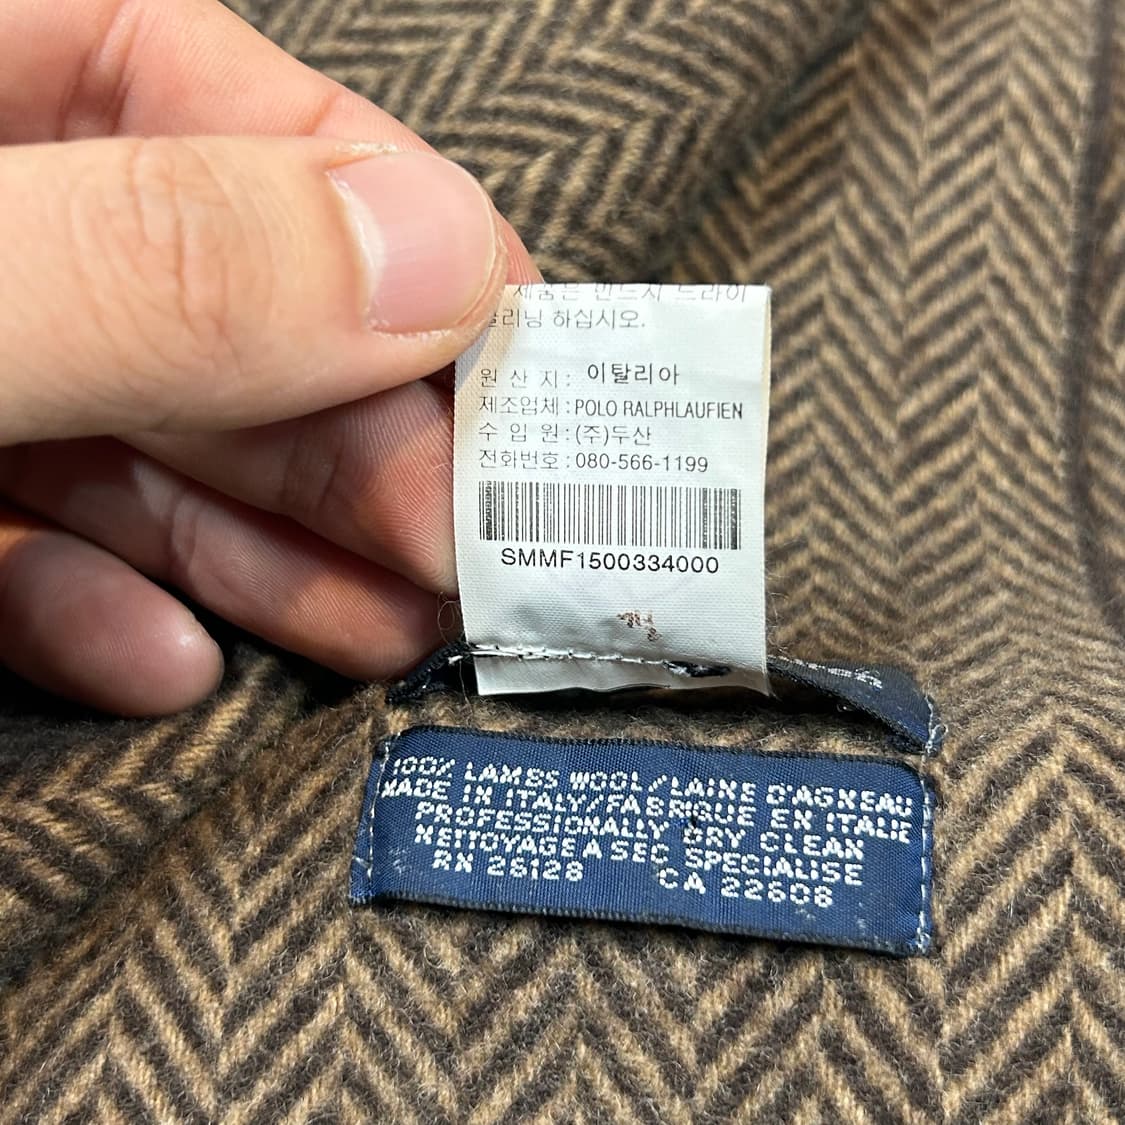 제품은 반드시 드라이
클리닝 하십시오.
원 산 지 : 이탈리아
제조업체 : POLO RALPHLAUFIEN
수 입 원 : (주)두산
전화번호 : 080-566-1199
SMMF1500334000
100% LAMBS WOOL/LAINE D'AGNEAU
MADE IN ITALY/FABRIQUE EN ITALIE
PROFESSIONALLY DRY CLEAN
NETTOYAGE A SEC SPECIALISE
RN 28128 CA 22608